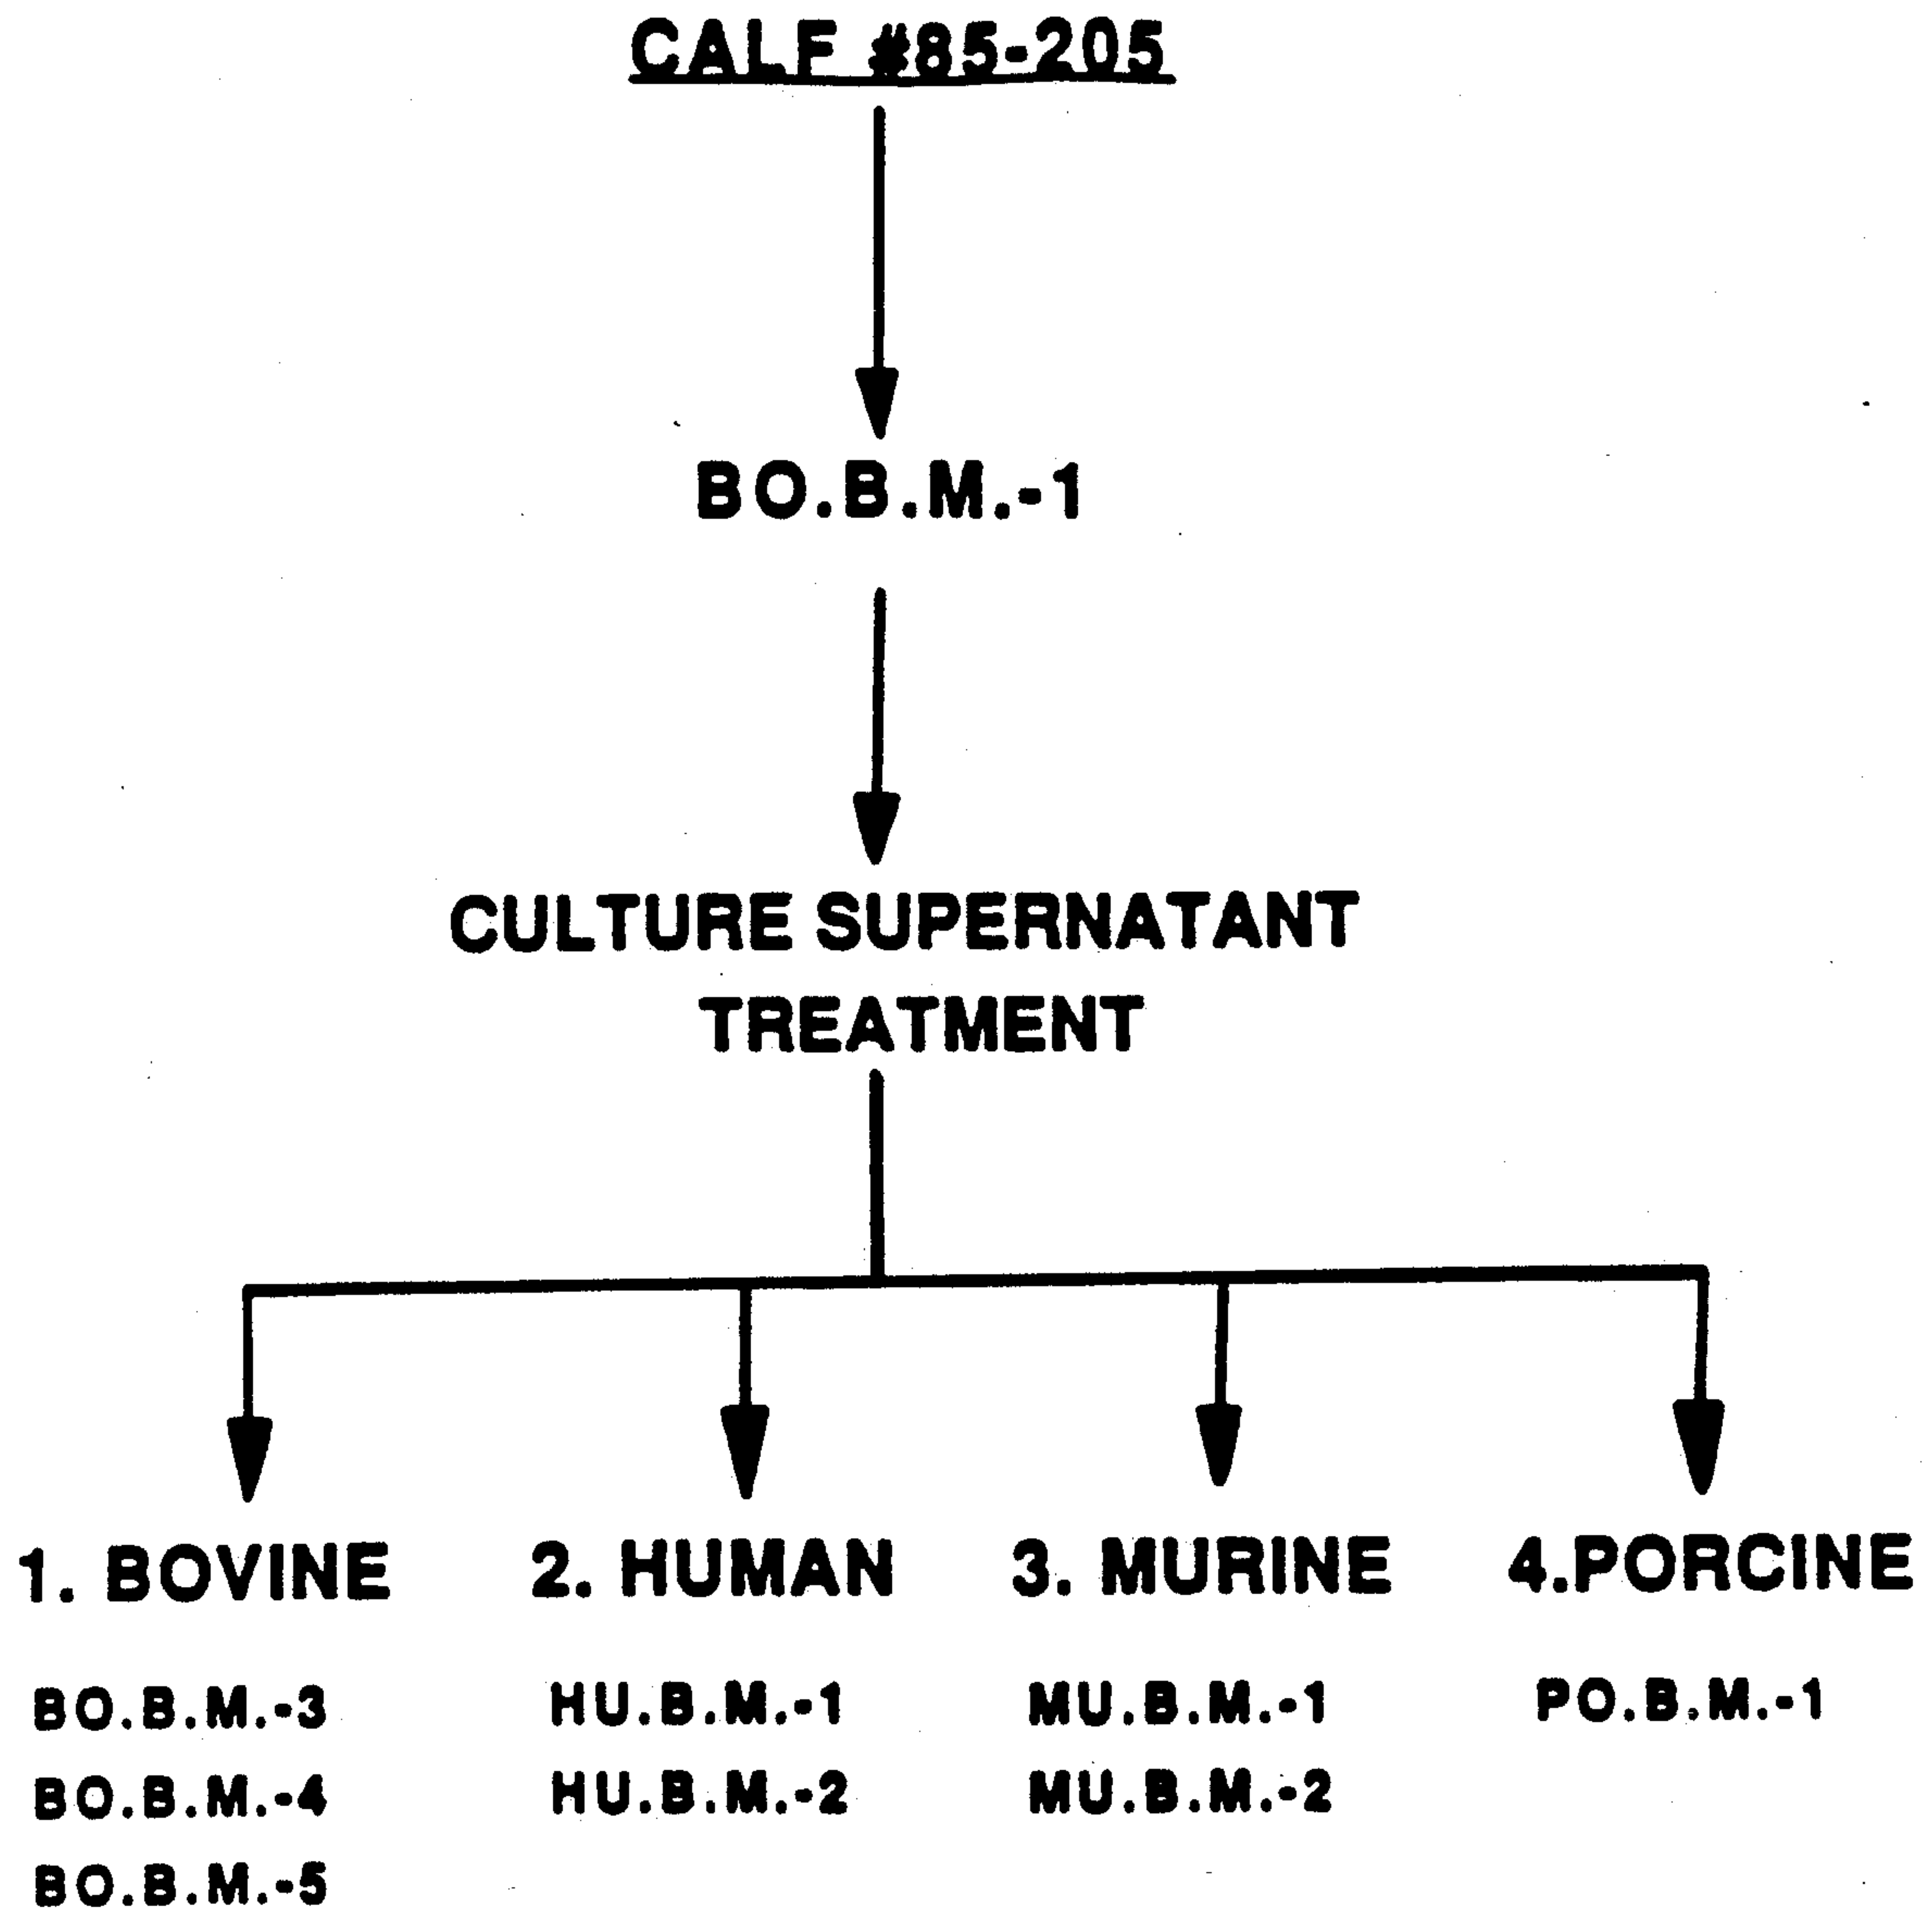 CALF #85-205
BO.B.M.-1
CULTURE SUPERNATANT
TREATMENT
1. BOVINE
2. HUMAN
3. MURINE
4.PORCINE
BO.B.M.-3
HU.B.M.-1
MU.B.M.-1
PO.B.M.-1
BO.B.M.-4
HU.B.M.-2
MU.B.M.-2
BO.B.M.-5